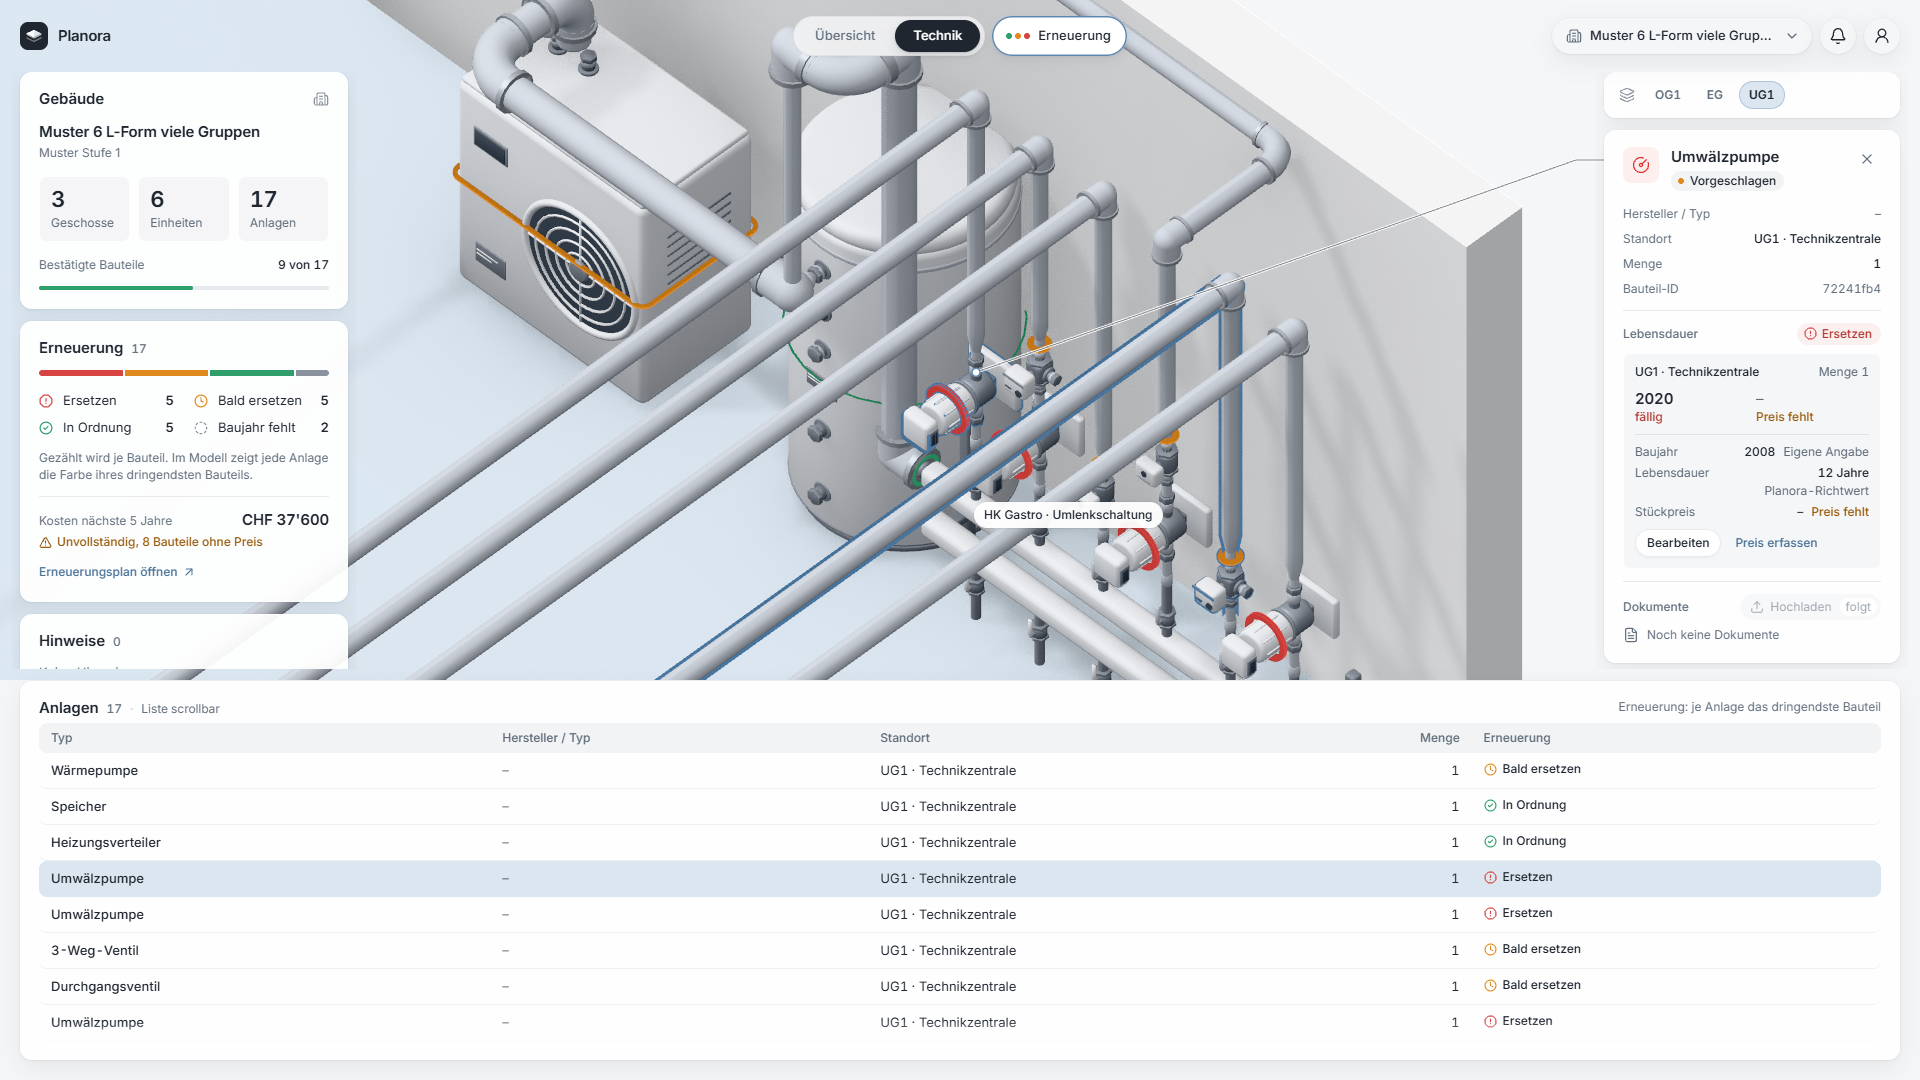 Planora
Übersicht
Technik
Erneuerung
Muster 6 L-Form viele Grup...
Gebäude
Muster 6 L-Form viele Gruppen
Muster Stufe 1
3 Geschosse
6 Einheiten
17 Anlagen
Bestätigte Bauteile 9 von 17
Erneuerung 17
Ersetzen 5 Bald ersetzen 5
In Ordnung 5 Baujahr fehlt 2
Gezählt wird je Bauteil. Im Modell zeigt jede Anlage
die Farbe ihres dringendsten Bauteils.
Kosten nächste 5 Jahre CHF 37'600
Unvollständig, 8 Bauteile ohne Preis
Erneuerungsplan öffnen
Hinweise 0
HK Gastro · Umlenkschaltung
OG1 EG UG1
Umwälzpumpe
Vorgeschlagen
Hersteller / Typ –
Standort UG1 · Technikzentrale
Menge 1
Bauteil-ID 72241fb4
Lebensdauer Ersetzen
UG1 · Technikzentrale Menge 1
2020 –
fällig Preis fehlt
Baujahr 2008 Eigene Angabe
Lebensdauer 12 Jahre
Planora-Richtwert
Stückpreis – Preis fehlt
Bearbeiten Preis erfassen
Dokumente Hochladen folgt
Noch keine Dokumente
Anlagen 17 · Liste scrollbar
Erneuerung: je Anlage das dringendste Bauteil
Typ Hersteller / Typ Standort Menge Erneuerung
Wärmepumpe – UG1 · Technikzentrale 1 Bald ersetzen
Speicher – UG1 · Technikzentrale 1 In Ordnung
Heizungsverteiler – UG1 · Technikzentrale 1 In Ordnung
Umwälzpumpe – UG1 · Technikzentrale 1 Ersetzen
Umwälzpumpe – UG1 · Technikzentrale 1 Ersetzen
3-Weg-Ventil – UG1 · Technikzentrale 1 Bald ersetzen
Durchgangsventil – UG1 · Technikzentrale 1 Bald ersetzen
Umwälzpumpe – UG1 · Technikzentrale 1 Ersetzen